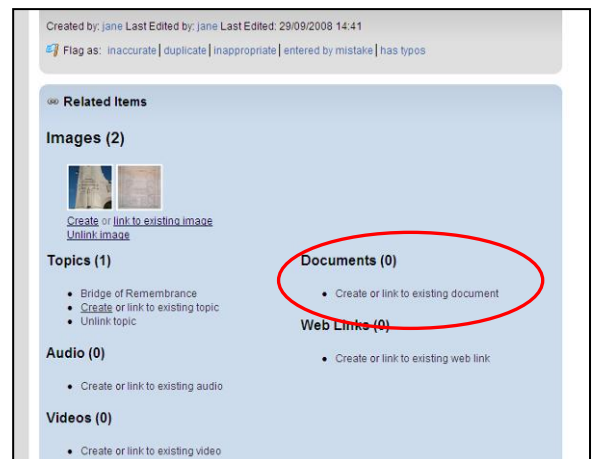 Created by: jane Last Edited by: jane Last Edited: 29/09/2008 14:41
Flag as: inaccurate | duplicate | inappropriate | entered by mistake | has typos
Related Items
Images (2)
Create or link to existing image
Unlink image
Topics (1)
Bridge of Remembrance
Create or link to existing topic
Unlink topic
Audio (0)
Create or link to existing audio
Videos (0)
Create or link to existing video
Documents (0)
Create or link to existing document
Web Links (0)
Create or link to existing web link